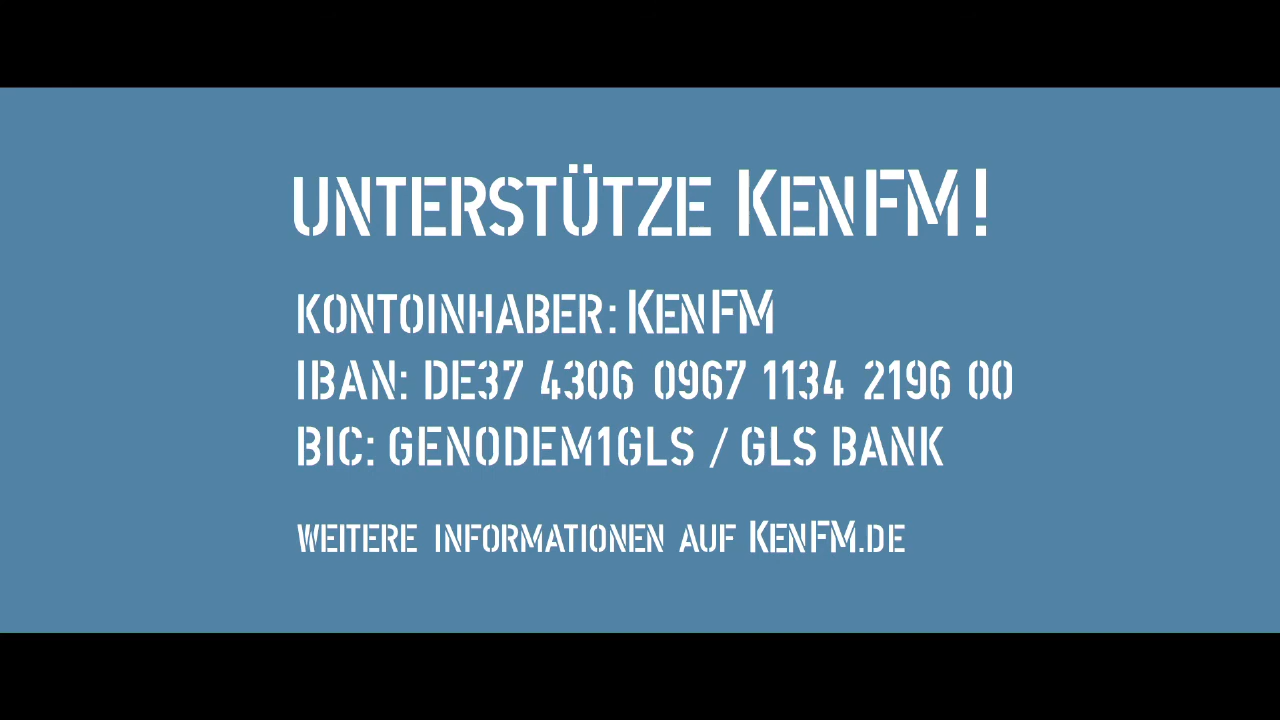 UNTERSTÜTZE KENFM!
KONTOINHABER: KENFM
IBAN: DE37 4306 0967 1134 2196 00
BIC: GENODEM1GLS / GLS BANK
WEITERE INFORMATIONEN AUF KENFM.DE